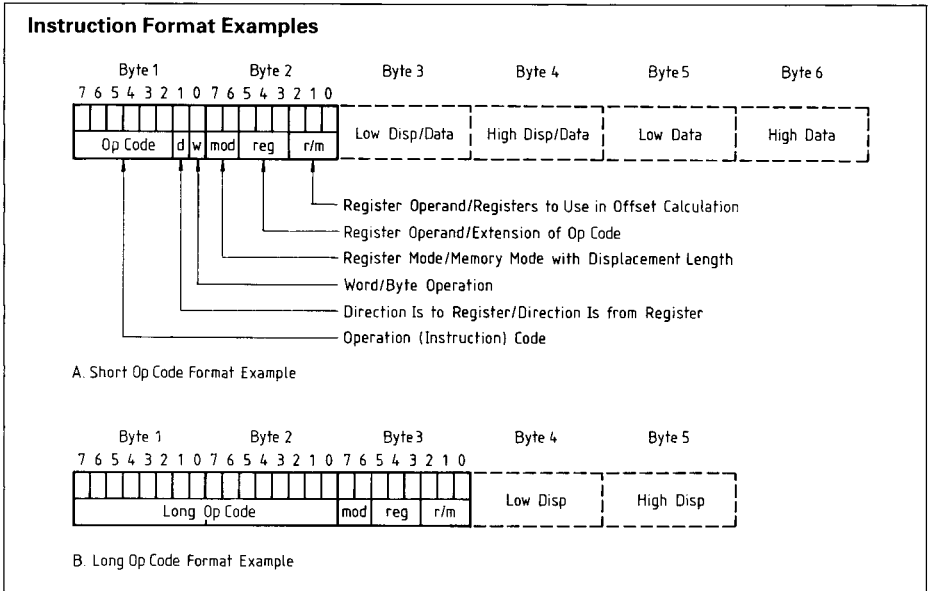 Instruction Format Examples
Byte 1 Byte 2 Byte 3 Byte 4 Byte 5 Byte 6
7 6 5 4 3 2 1 0 7 6 5 4 3 2 1 0
Op Code d w mod reg r/m Low Disp/Data High Disp/Data Low Data High Data
Register Operand/Registers to Use in Offset Calculation
Register Operand/Extension of Op Code
Register Mode/Memory Mode with Displacement Length
Word/Byte Operation
Direction Is to Register/Direction Is from Register
Operation (Instruction) Code
A. Short Op Code Format Example
Byte 1 Byte 2 Byte 3 Byte 4 Byte 5
7 6 5 4 3 2 1 0 7 6 5 4 3 2 1 0 7 6 5 4 3 2 1 0
Long Op Code mod reg r/m Low Disp High Disp
B. Long Op Code Format Example